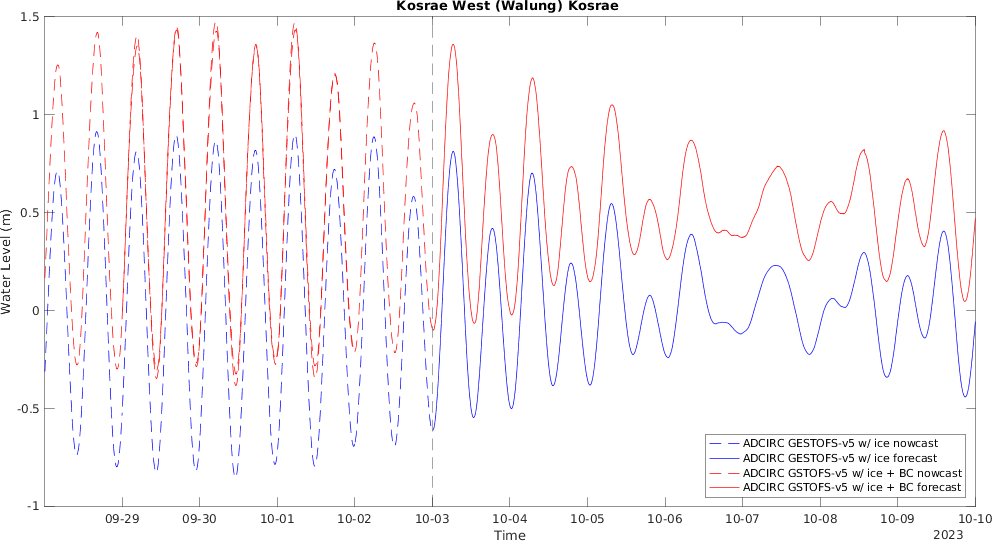 Kosrae West (Walung) Kosrae
Water Level (m)
1.5
1
0.5
0
-0.5
-1
ADCIRC GESTOFS-v5 w/ ice nowcast
ADCIRC GESTOFS-v5 w/ ice forecast
ADCIRC GSTOFS-v5 w/ ice + BC nowcast
ADCIRC GSTOFS-v5 w/ ice + BC forecast
09-29 09-30 10-01 10-02 10-03 10-04 10-05 10-06 10-07 10-08 10-09 10-10
Time
2023